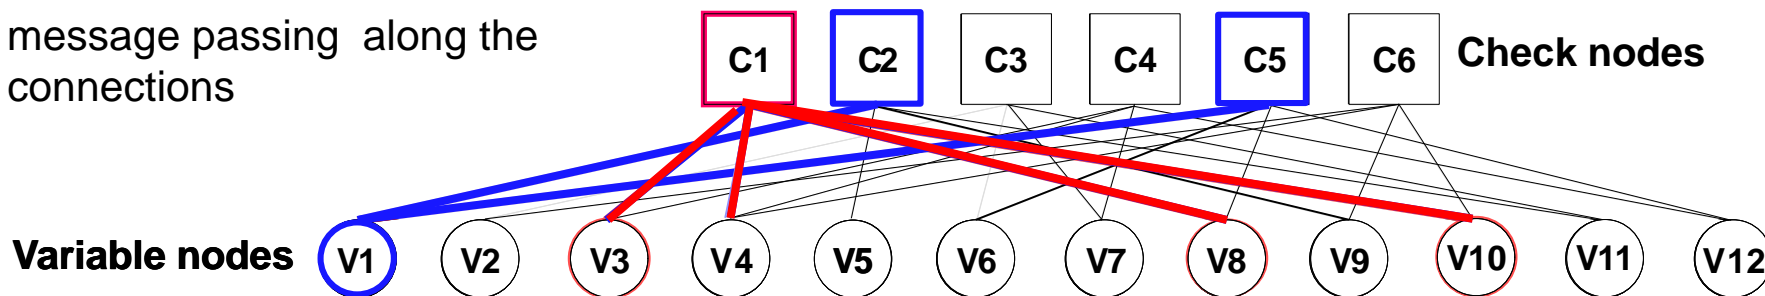 message passing along the
connections
C1 C2 C3 C4 C5 C6 Check nodes
Variable nodes V1 V2 V3 V4 V5 V6 V7 V8 V9 V10 V11 V12